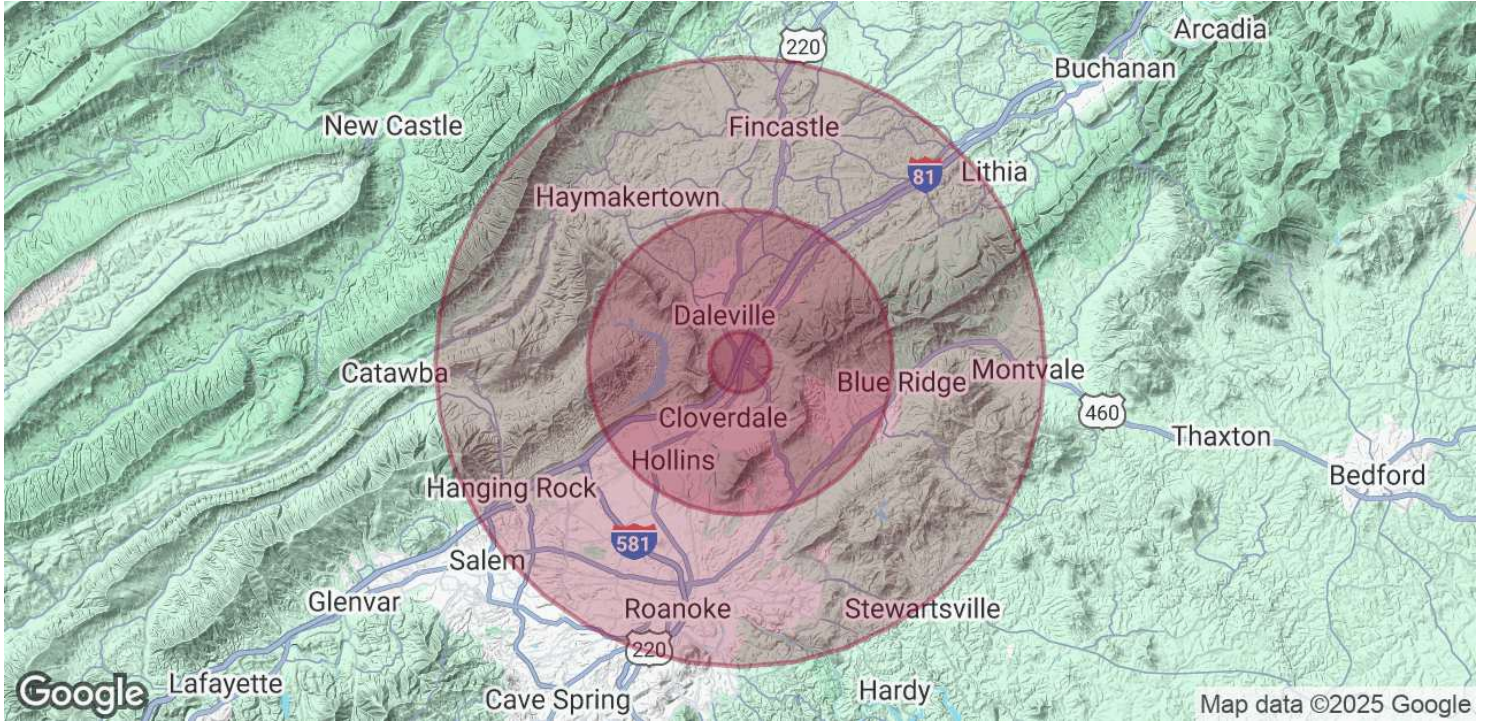 Arcadia
220
Buchanan
New Castle
Fincastle
81
Lithia
Haymakertown
Daleville
Catawba
Blue Ridge
Montvale
460
Cloverdale
Thaxton
Hollins
Bedford
Hanging Rock
581
Salem
Glenvar
Roanoke
Stewartsville
220
Lafayette
Google
Cave Spring
Hardy
Map data ©2025 Google